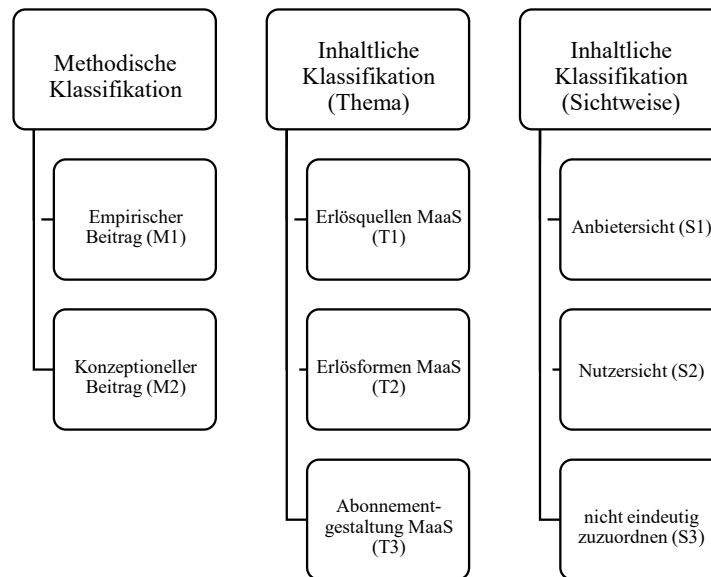 Methodische
Klassifikation
Empirischer
Beitrag (M1)
Konzeptioneller
Beitrag (M2)
Inhaltliche
Klassifikation
(Thema)
Erlösquellen MaaS
(T1)
Erlösformen MaaS
(T2)
Abonnement-
gestaltung MaaS
(T3)
Inhaltliche
Klassifikation
(Sichtweise)
Anbietersicht (S1)
Nutzersicht (S2)
nicht eindeutig
zuzuordnen (S3)